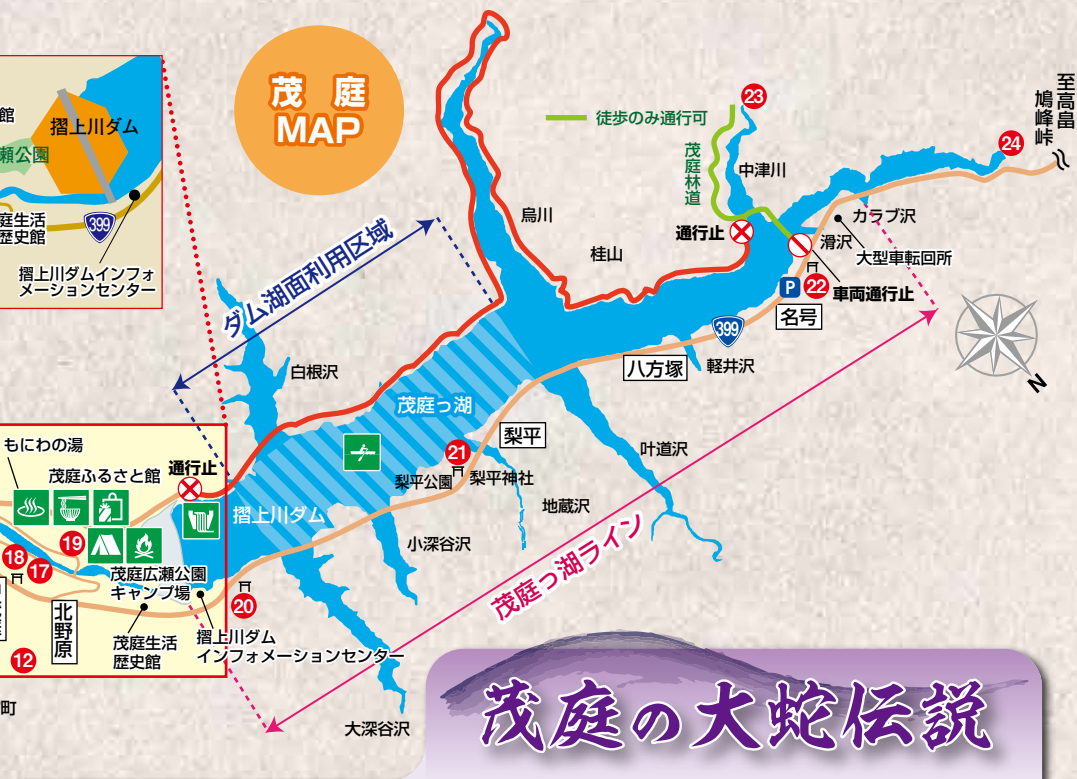 茂庭
MAP
館
摺上川ダム
瀬公園
庭生活
歴史館
399
摺上川ダムインフォ
メーションセンター
徒歩のみ通行可
23
茂庭林道
中津川
24
至高畠
鳩峰峠
烏川
桂山
通行止
カラブ沢
滑沢
大型車転回所
P
22
車両通行止
名号
399
八方塚
軽井沢
N
ダム湖面利用区域
白根沢
茂庭っ湖
梨平
21
梨平公園
梨平神社
叶道沢
地蔵沢
小深谷沢
茂庭っ湖ライン
もにわの湯
茂庭ふるさと館
通行止
摺上川ダム
19
18
17
茂庭広瀬公園
キャンプ場
20
北野原
茂庭生活
歴史館
摺上川ダム
インフォメーションセンター
12
町
大深谷沢
茂庭の大蛇伝説